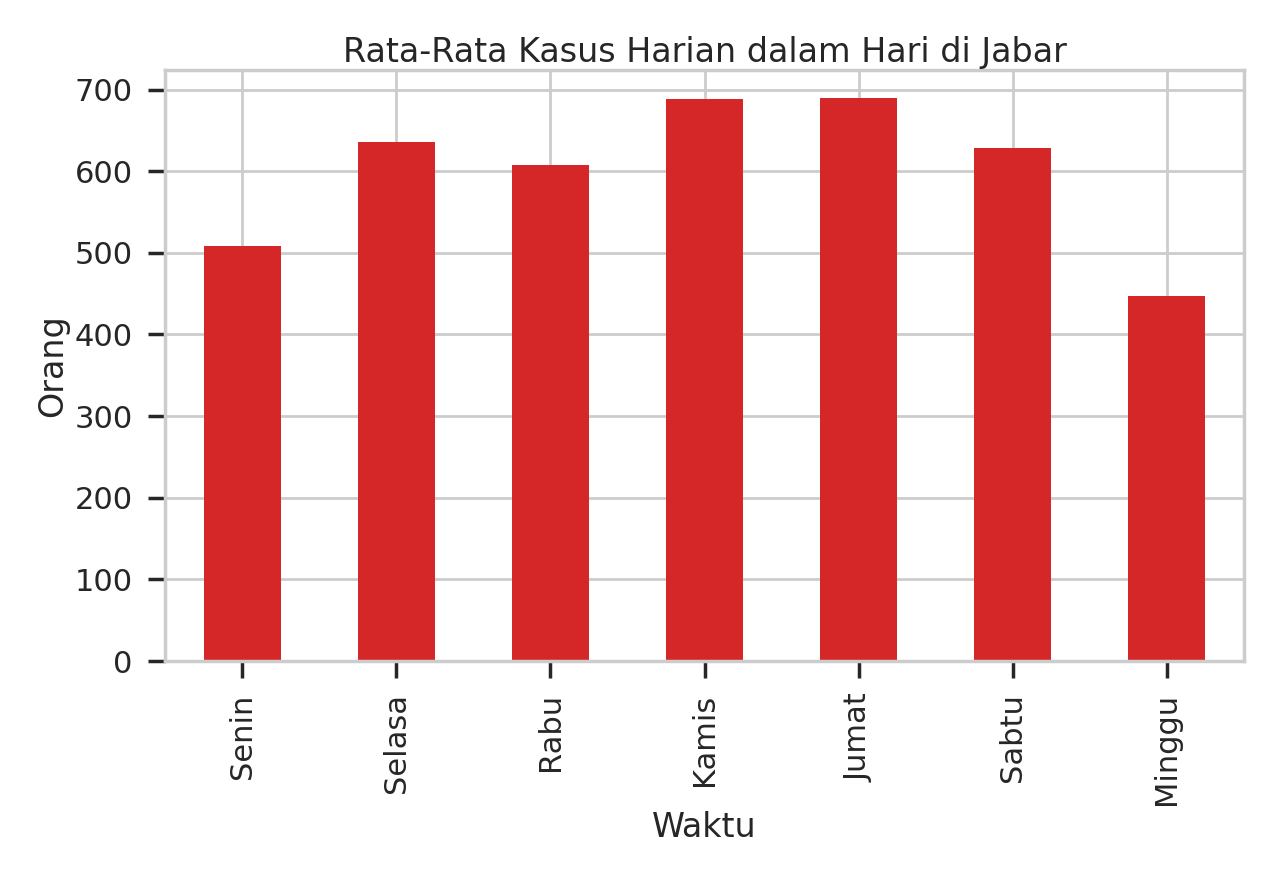 Rata-Rata Kasus Harian dalam Hari di Jabar
Orang
700
600
500
400
300
200
100
0
Senin
Selasa
Rabu
Kamis
Jumat
Sabtu
Minggu
Waktu